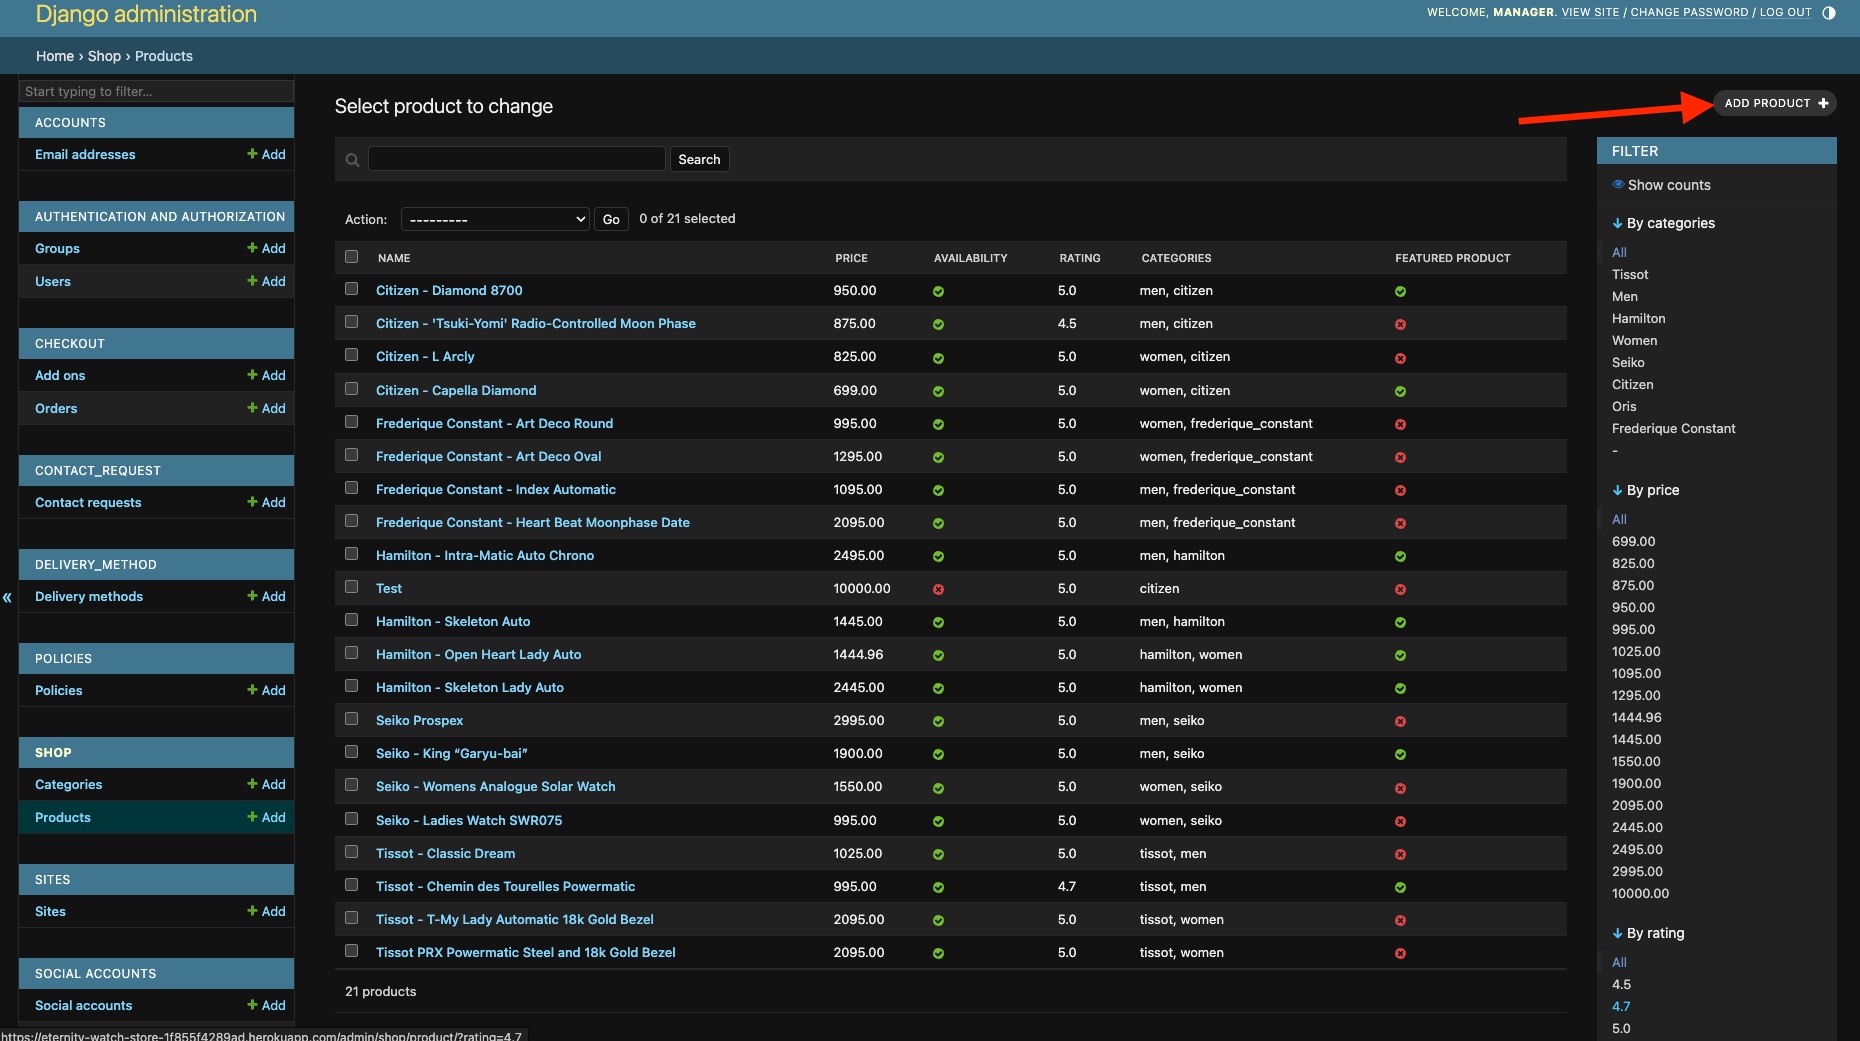 Django administration
WELCOME, MANAGER. VIEW SITE / CHANGE PASSWORD / LOG OUT
Home › Shop › Products
Start typing to filter...
ACCOUNTS
Email addresses + Add
AUTHENTICATION AND AUTHORIZATION
Groups + Add
Users + Add
CHECKOUT
Add ons + Add
Orders + Add
CONTACT_REQUEST
Contact requests + Add
DELIVERY_METHOD
Delivery methods + Add
POLICIES
Policies + Add
SHOP
Categories + Add
Products + Add
SITES
Sites + Add
SOCIAL ACCOUNTS
Social accounts + Add
«
Select product to change
ADD PRODUCT +
Search
Action: --------- Go 0 of 21 selected
NAME PRICE AVAILABILITY RATING CATEGORIES FEATURED PRODUCT
Citizen - Diamond 8700 950.00 5.0 men, citizen
Citizen - 'Tsuki-Yomi' Radio-Controlled Moon Phase 875.00 4.5 men, citizen
Citizen - L Arcly 825.00 5.0 women, citizen
Citizen - Capella Diamond 699.00 5.0 women, citizen
Frederique Constant - Art Deco Round 995.00 5.0 women, frederique_constant
Frederique Constant - Art Deco Oval 1295.00 5.0 women, frederique_constant
Frederique Constant - Index Automatic 1095.00 5.0 men, frederique_constant
Frederique Constant - Heart Beat Moonphase Date 2095.00 5.0 men, frederique_constant
Hamilton - Intra-Matic Auto Chrono 2495.00 5.0 men, hamilton
Test 10000.00 5.0 citizen
Hamilton - Skeleton Auto 1445.00 5.0 men, hamilton
Hamilton - Open Heart Lady Auto 1444.96 5.0 hamilton, women
Hamilton - Skeleton Lady Auto 2445.00 5.0 hamilton, women
Seiko Prospex 2995.00 5.0 men, seiko
Seiko - King “Garyu-bai” 1900.00 5.0 men, seiko
Seiko - Womens Analogue Solar Watch 1550.00 5.0 women, seiko
Seiko - Ladies Watch SWR075 995.00 5.0 women, seiko
Tissot - Classic Dream 1025.00 5.0 tissot, men
Tissot - Chemin des Tourelles Powermatic 995.00 4.7 tissot, men
Tissot - T-My Lady Automatic 18k Gold Bezel 2095.00 5.0 tissot, women
Tissot PRX Powermatic Steel and 18k Gold Bezel 2095.00 5.0 tissot, women
21 products
FILTER
Show counts
↓ By categories
All
Tissot
Men
Hamilton
Women
Seiko
Citizen
Oris
Frederique Constant
-
↓ By price
All
699.00
825.00
875.00
950.00
995.00
1025.00
1095.00
1295.00
1444.96
1445.00
1550.00
1900.00
2095.00
2445.00
2495.00
2995.00
10000.00
↓ By rating
All
4.5
4.7
5.0
https://eternity-watch-store-1f855f4289ad.herokuapp.com/admin/shop/product/?rating=4.7